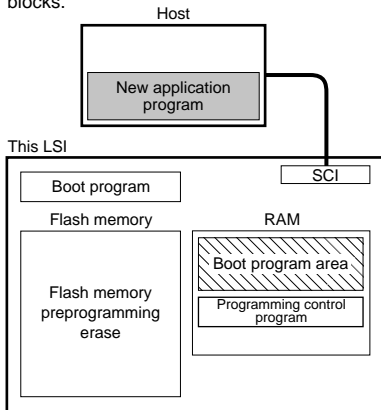 blocks.
Host
New application
program
This LSI
SCI
Boot program
Flash memory
RAM
Boot program area
Flash memory
preprogramming
erase
Programming control
program